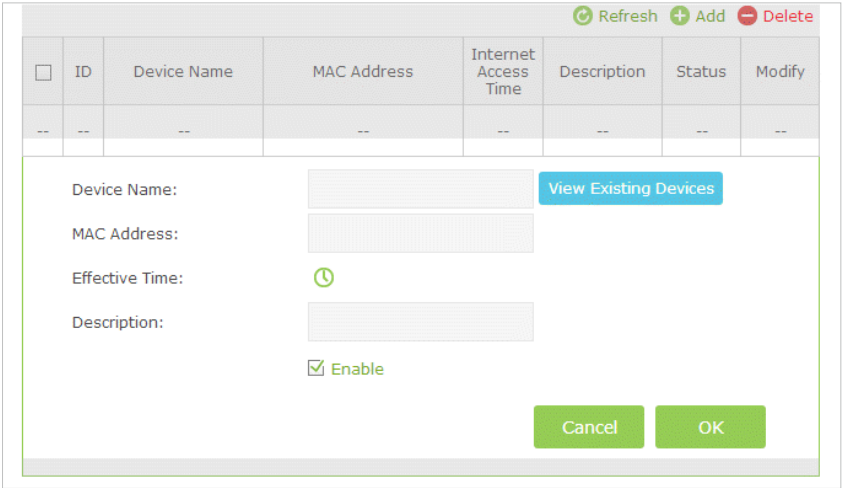 Refresh Add Delete
ID Device Name MAC Address Internet Access Time Description Status Modify
-- -- -- -- -- -- -- --
Device Name: View Existing Devices
MAC Address:
Effective Time:
Description:
Enable
Cancel OK